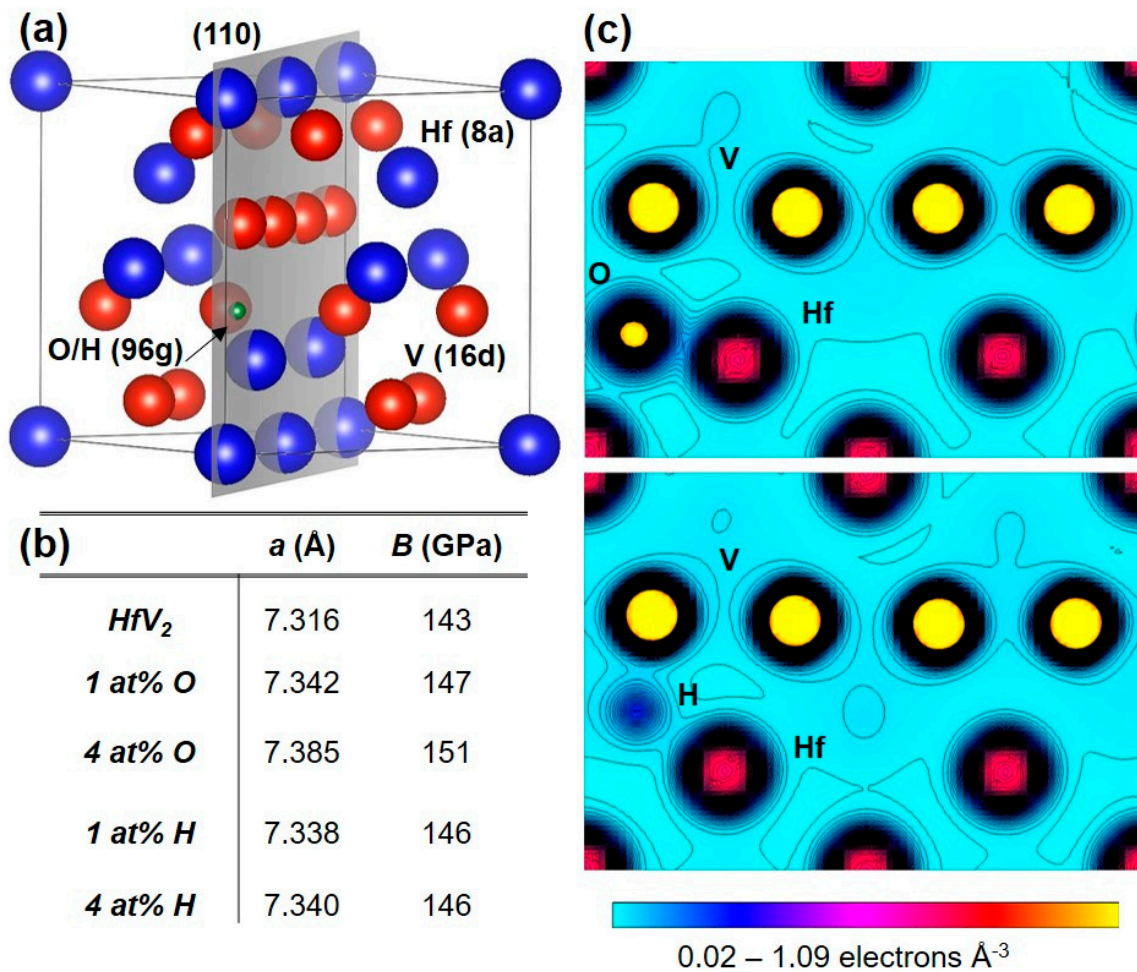 (a)
(110)
Hf (8a)
O/H (96g)
V (16d)
(b)
a (Å) B (GPa)
HfV₂ 7.316 143
1 at% O 7.342 147
4 at% O 7.385 151
1 at% H 7.338 146
4 at% H 7.340 146
(c)
V
O
Hf
V
H
Hf
0.02 – 1.09 electrons Å⁻³